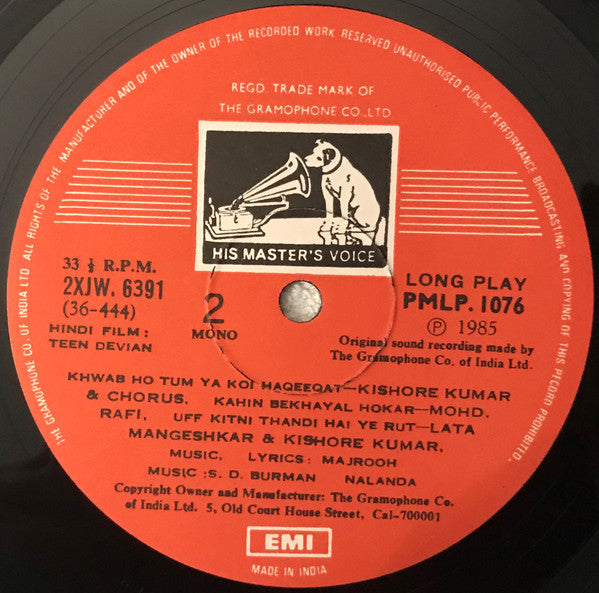 THE GRAMOPHONE CO. OF INDIA LTD. ALL RIGHTS OF THE MANUFACTURER AND OF THE OWNER OF THE RECORDED WORK RESERVED UNAUTHORISED PUBLIC PERFORMANCE BROADCASTING AND COPYING OF THIS RECORD PROHIBITED.
REGD. TRADE MARK OF
THE GRAMOPHONE CO. LTD.
HIS MASTER'S VOICE
33 ⅓ R.P.M.
2XJW. 6391
(36-444)
HINDI FILM :
TEEN DEVIAN
2
MONO
LONG PLAY
PMLP. 1076
Ⓟ 1985
Original sound recording made by
The Gramophone Co. of India Ltd.
KHWAB HO TUM YA KOI HAQEEQAT—KISHORE KUMAR
& CHORUS, KAHIN BEKHAYAL HOKAR—MOHD.
RAFI, UFF KITNI THANDI HAI YE RUT—LATA
MANGESHKAR & KISHORE KUMAR,
MUSIC, LYRICS: MAJROOH
MUSIC :S. D. BURMAN NALANDA
Copyright Owner and Manufacturer: The Gramophone Co.
of India Ltd. 5, Old Court House Street, Cal-700001
EMI
MADE IN INDIA